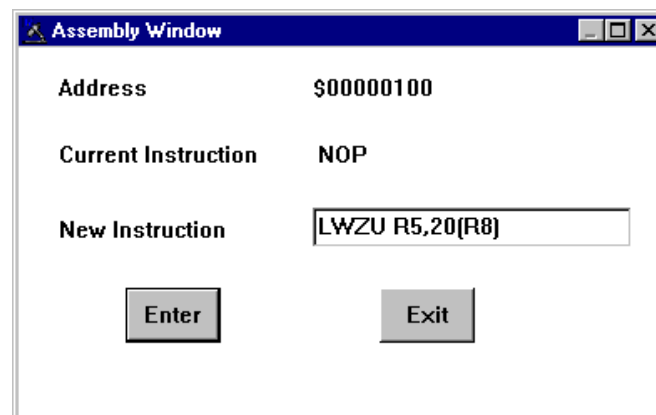 Assembly Window
Address $00000100
Current Instruction NOP
New Instruction LWZU R5,20(R8)
Enter Exit